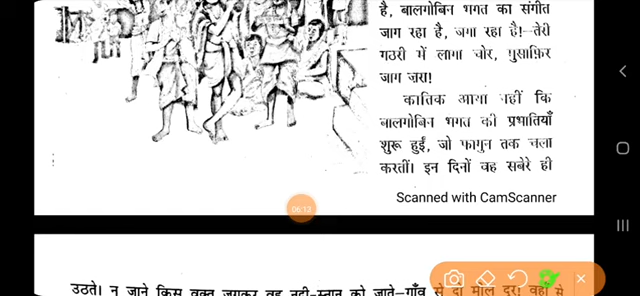 है, बालगोबिन भगत का संगीत
जाग रहा है, जगा रहा है!—तेरी
गठरी में लागा चोर, मुसाफ़िर
जाग ज़रा!
कातिक आया नहीं कि
बालगोबिन भगत की प्रभातियाँ
शुरू हुईं, जो फागुन तक चला
करतीं। इन दिनों वह सबेरे ही
Scanned with CamScanner
06:13
उठते। न जाने किस वक्त जगकर वह नदी-स्नान को जाते—गाँव से दो मील दूर! वहाँ से